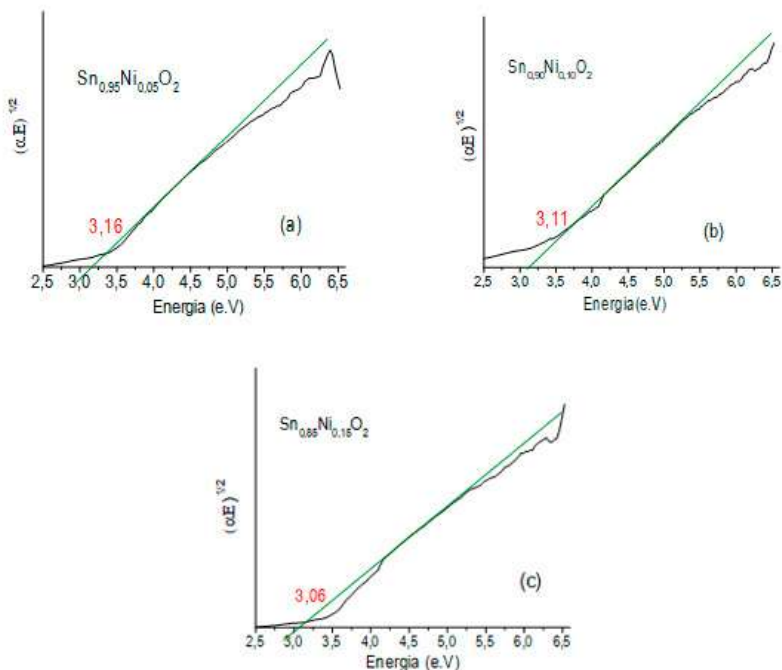 Sn0,95Ni0,05O2
(αE) 1/2
3,16
(a)
2,5 3,0 3,5 4,0 4,5 5,0 5,5 6,0 6,5
Energia (e.V)
Sn0,90Ni0,10O2
(αE) 1/2
3,11
(b)
2,5 3,0 3,5 4,0 4,5 5,0 5,5 6,0 6,5
Energia(e.V)
Sn0,85Ni0,15O2
(αE) 1/2
3,06
(c)
2,5 3,0 3,5 4,0 4,5 5,0 5,5 6,0 6,5
Energia (e.V)